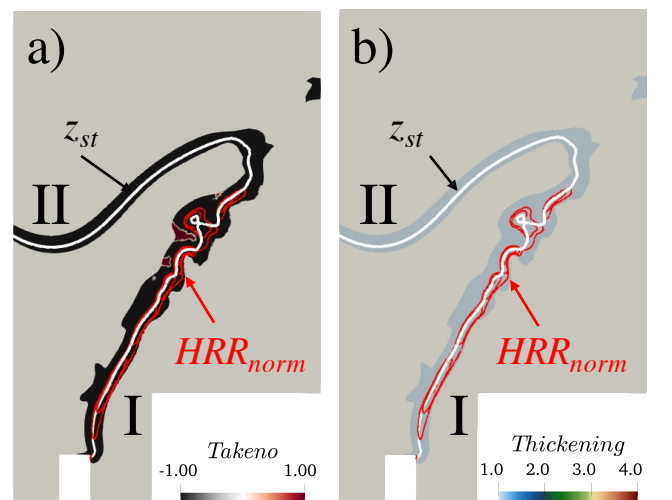 a)
z_st
II
HRR_norm
I
Takeno
-1.00 1.00
b)
z_st
II
HRR_norm
I
Thickening
1.0 2.0 3.0 4.0